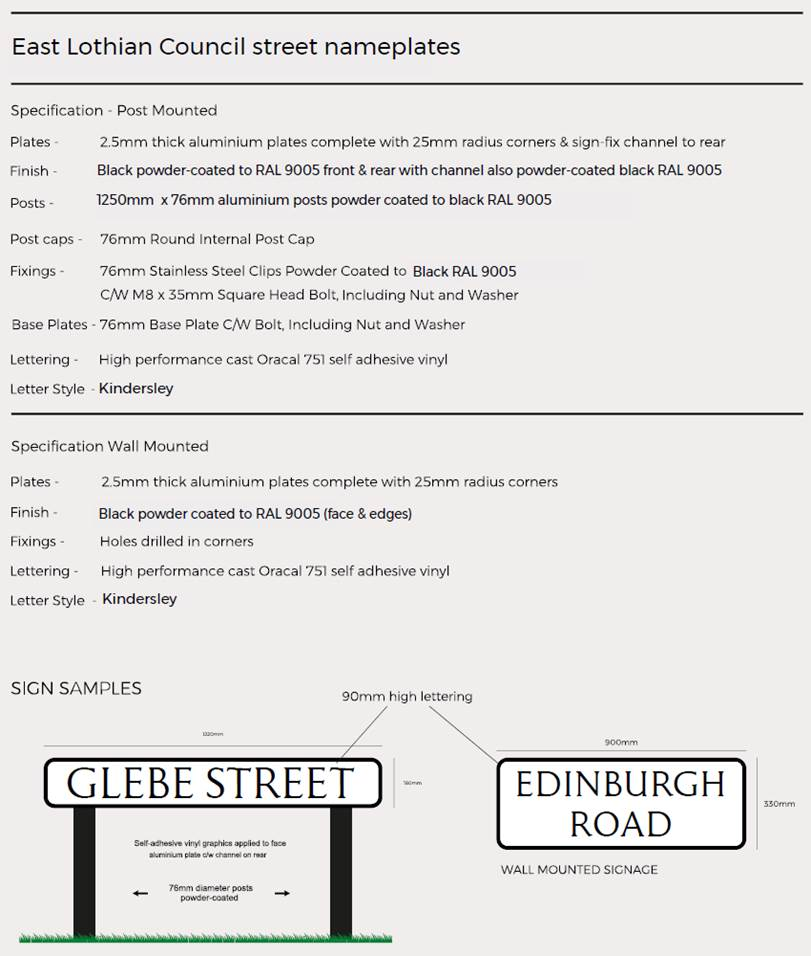 East Lothian Council street nameplates
Specification - Post Mounted
Plates - 2.5mm thick aluminium plates complete with 25mm radius corners & sign-fix channel to rear
Finish - Black powder-coated to RAL 9005 front & rear with channel also powder-coated black RAL 9005
Posts - 1250mm x 76mm aluminium posts powder coated to black RAL 9005
Post caps - 76mm Round Internal Post Cap
Fixings - 76mm Stainless Steel Clips Powder Coated to Black RAL 9005
C/W M8 x 35mm Square Head Bolt, Including Nut and Washer
Base Plates - 76mm Base Plate C/W Bolt, Including Nut and Washer
Lettering - High performance cast Oracal 751 self adhesive vinyl
Letter Style - Kindersley
Specification Wall Mounted
Plates - 2.5mm thick aluminium plates complete with 25mm radius corners
Finish - Black powder coated to RAL 9005 (face & edges)
Fixings - Holes drilled in corners
Lettering - High performance cast Oracal 751 self adhesive vinyl
Letter Style - Kindersley
SIGN SAMPLES
90mm high lettering
GLEBE STREET
Self-adhesive vinyl graphics applied to face
aluminium plate c/w channel on rear
76mm diameter posts
powder-coated
900mm
EDINBURGH
ROAD
330mm
WALL MOUNTED SIGNAGE